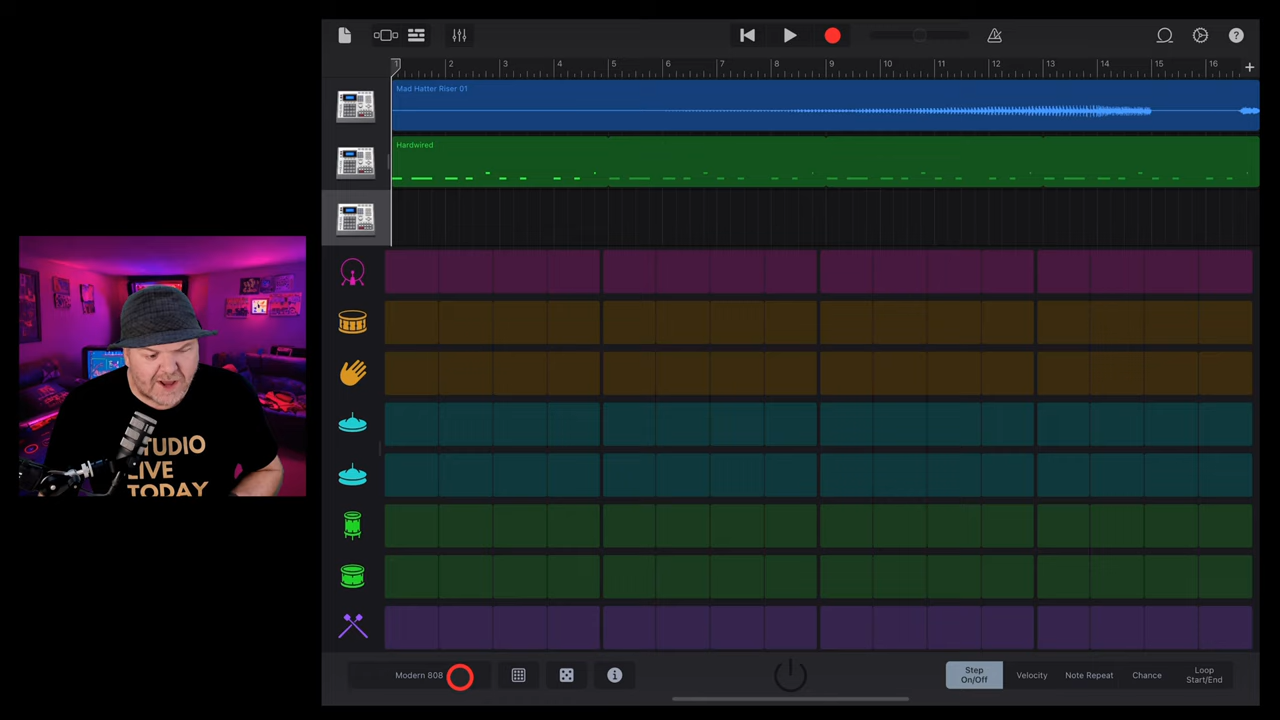 1 2 3 4 5 6 7 8 9 10 11 12 13 14 15 16 +
Mad Hatter Riser 01
Hardwired
STUDIO
LIVE
TODAY
Modern 808
Step
On/Off
Velocity
Note Repeat
Chance
Loop
Start/End